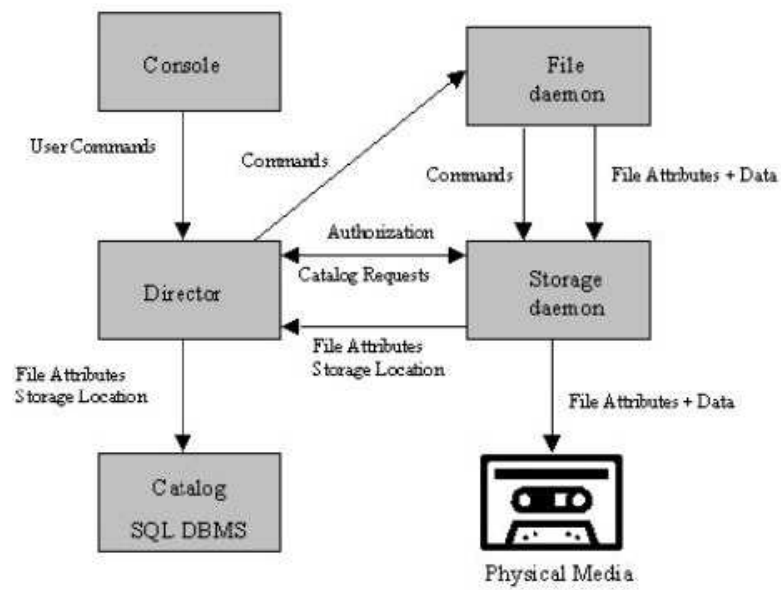 Console
File
daemon
User Commands
Commands
Commands
File Attributes + Data
Authorization
Director
Catalog Requests
Storage
daemon
File Attributes
Storage Location
File Attributes
Storage Location
File Attributes + Data
Catalog
SQL DBMS
Physical Media